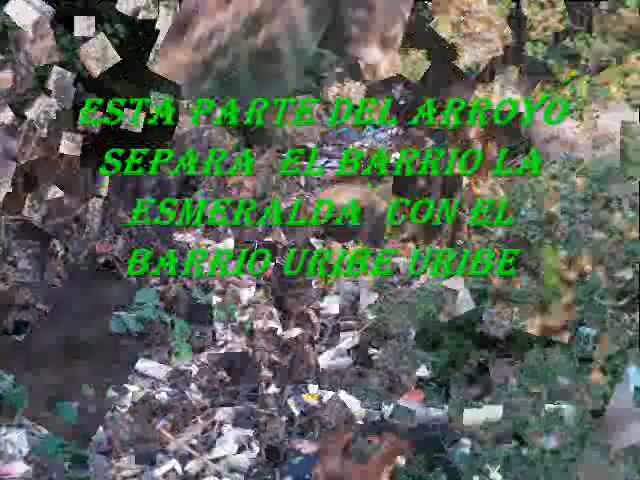 ESTA PARTE DEL ARROYO
SEPARA EL BARRIO LA
ESMERALDA CON EL
BARRIO URIBE URIBE